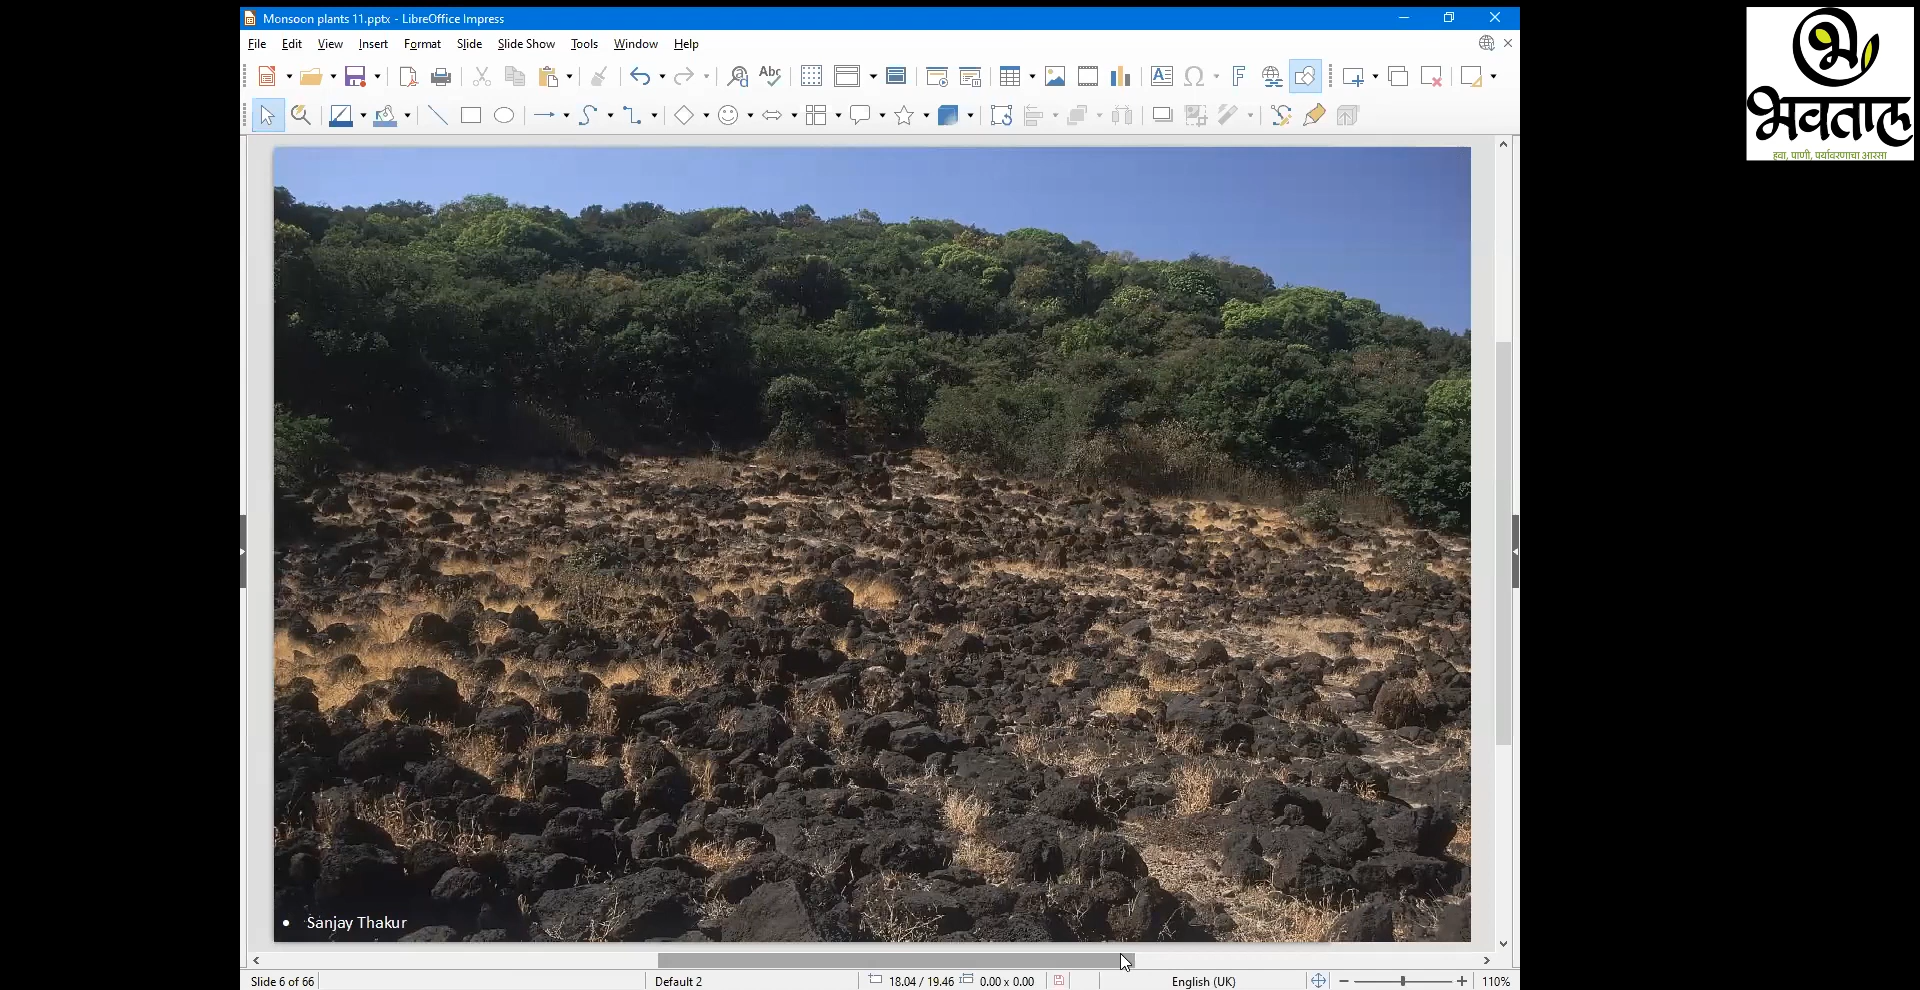 Monsoon plants 11.pptx - LibreOffice Impress
File Edit View Insert Format Slide Slide Show Tools Window Help
भवताल
हवा, पाणी, पर्यावरणाचा आरसा
Sanjay Thakur
Slide 6 of 66 Default 2 18.04 / 19.46 0.00 x 0.00 English (UK) 110%